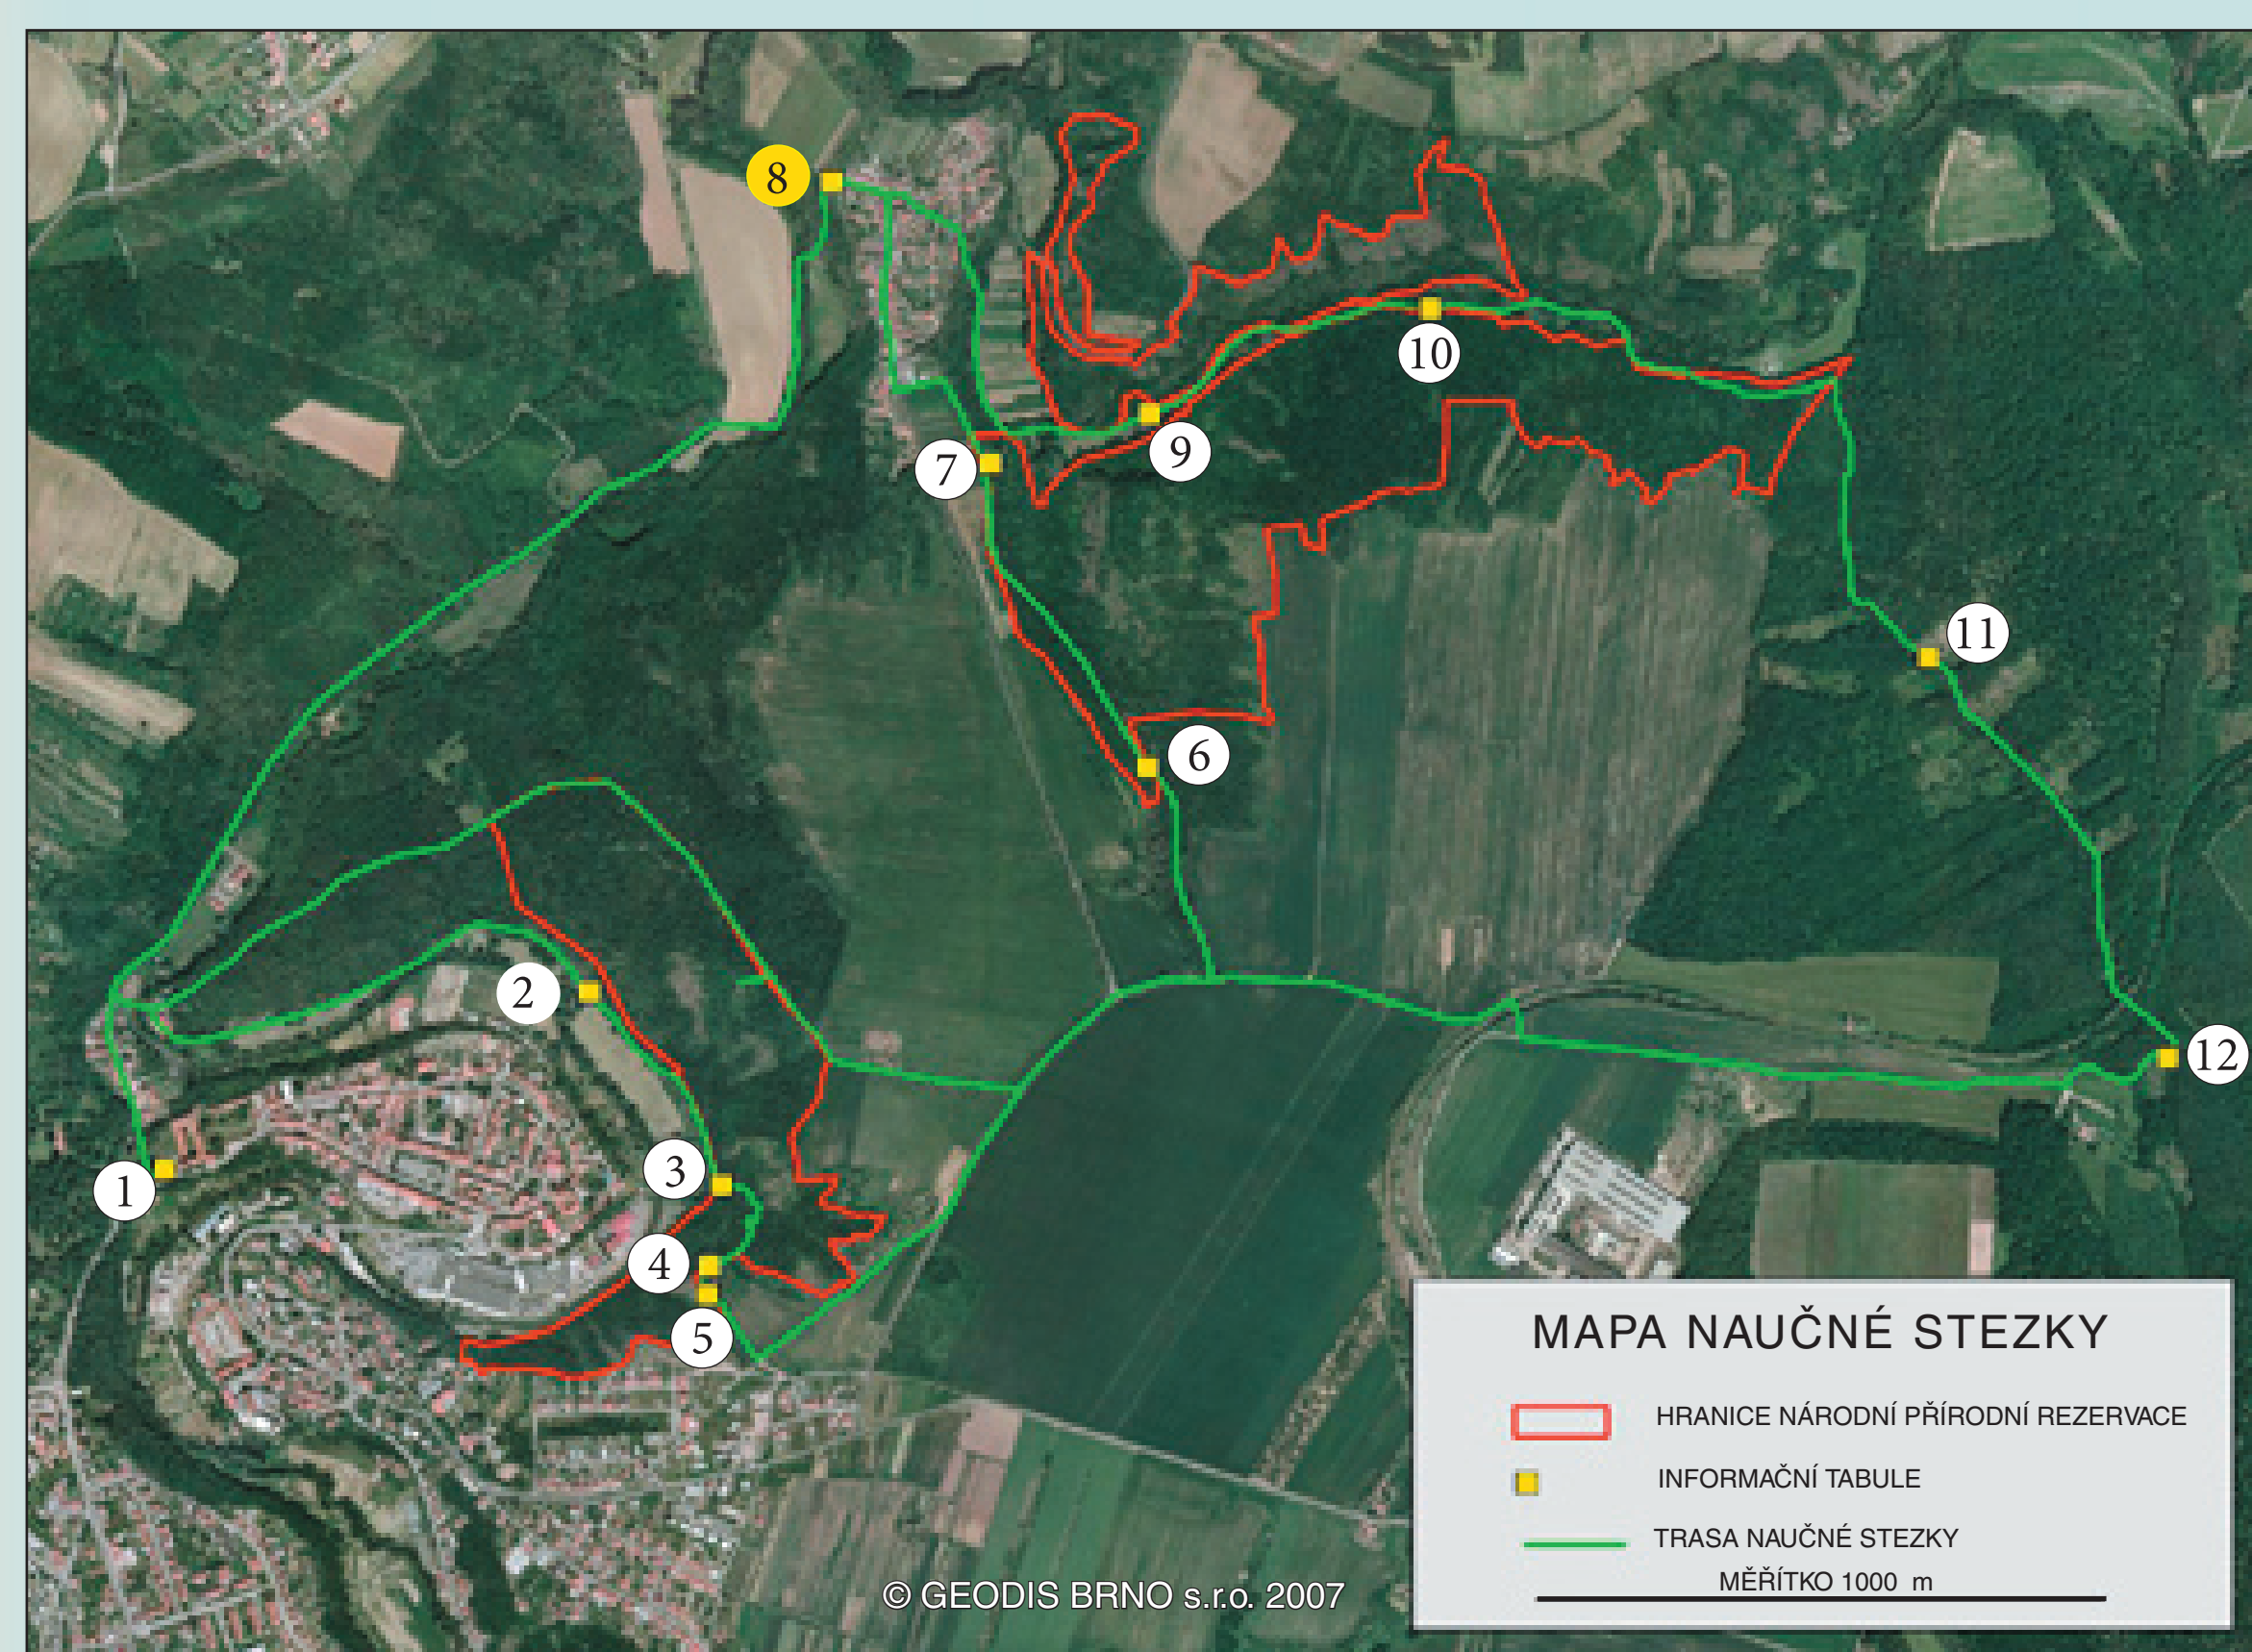 8
10
9
7
11
6
2
12
3
1
4
5
MAPA NAUČNÉ STEZKY
HRANICE NÁRODNÍ PŘÍRODNÍ REZERVACE
INFORMAČNÍ TABULE
TRASA NAUČNÉ STEZKY
MĚŘÍTKO 1000 m
© GEODIS BRNO s.r.o. 2007